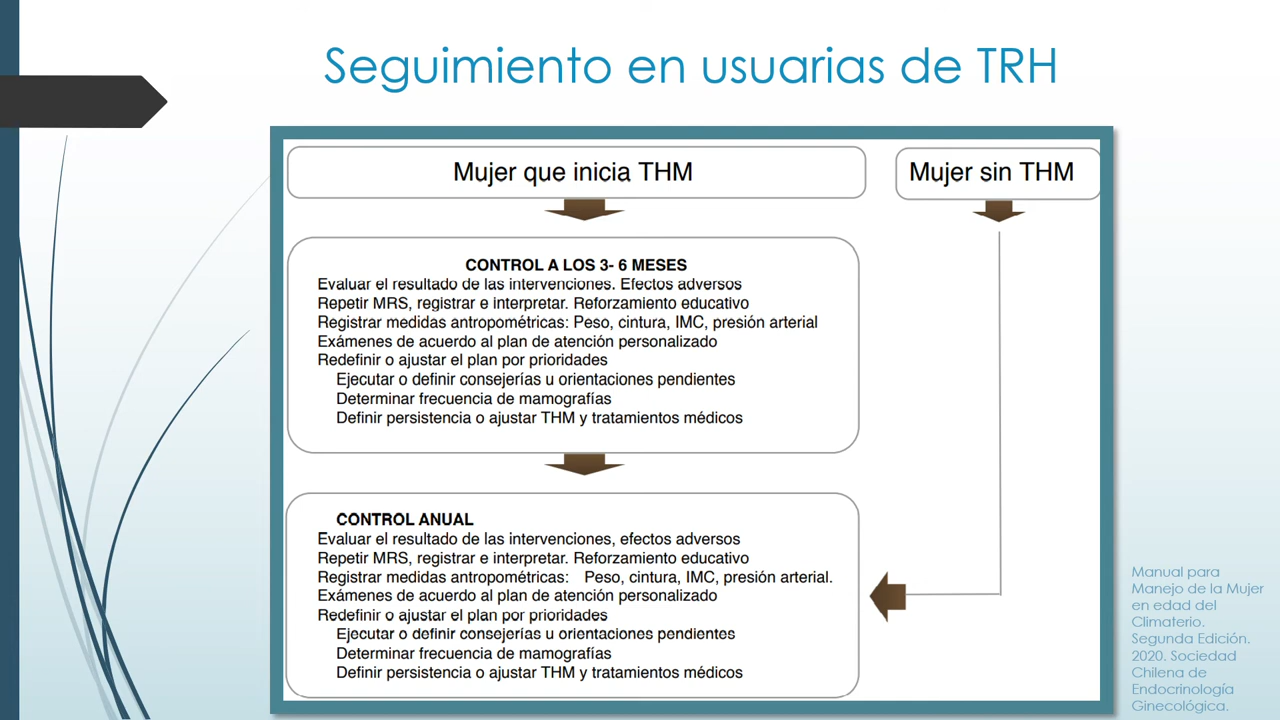 Seguimiento en usuarias de TRH
Mujer que inicia THM
Mujer sin THM
CONTROL A LOS 3- 6 MESES
Evaluar el resultado de las intervenciones. Efectos adversos
Repetir MRS, registrar e interpretar. Reforzamiento educativo
Registrar medidas antropométricas: Peso, cintura, IMC, presión arterial
Exámenes de acuerdo al plan de atención personalizado
Redefinir o ajustar el plan por prioridades
Ejecutar o definir consejerías u orientaciones pendientes
Determinar frecuencia de mamografías
Definir persistencia o ajustar THM y tratamientos médicos
CONTROL ANUAL
Evaluar el resultado de las intervenciones, efectos adversos
Repetir MRS, registrar e interpretar. Reforzamiento educativo
Registrar medidas antropométricas: Peso, cintura, IMC, presión arterial.
Exámenes de acuerdo al plan de atención personalizado
Redefinir o ajustar el plan por prioridades
Ejecutar o definir consejerías u orientaciones pendientes
Determinar frecuencia de mamografías
Definir persistencia o ajustar THM y tratamientos médicos
Manual para
Manejo de la Mujer
en edad del
Climaterio.
Segunda Edición.
2020. Sociedad
Chilena de
Endocrinología
Ginecológica.